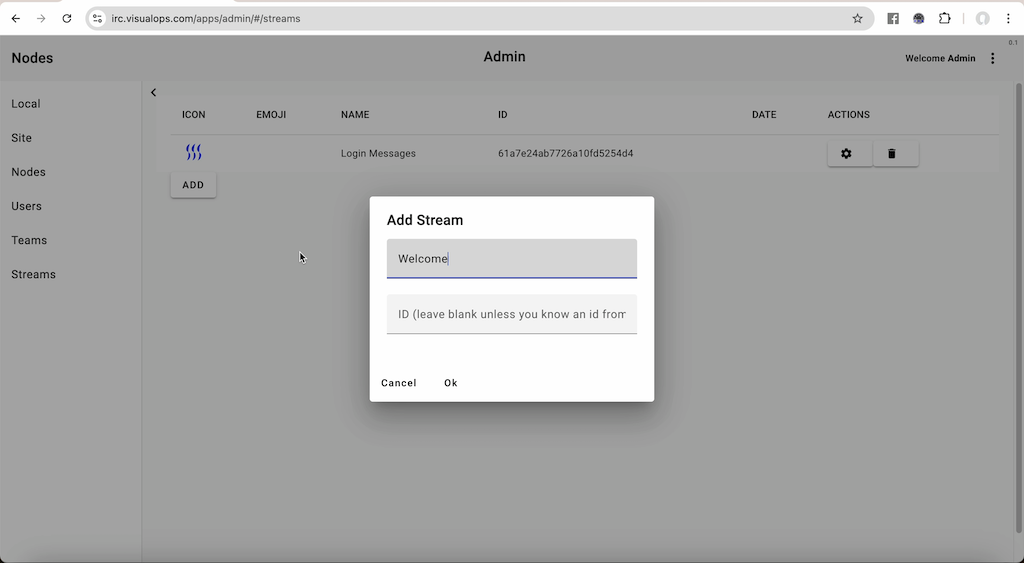 irc.visualops.com/apps/admin/#/streams
0.1
Nodes
Admin
Welcome Admin
Local
Site
Nodes
Users
Teams
Streams
ICON EMOJI NAME ID DATE ACTIONS
Login Messages 61a7e24ab7726a10fd5254d4
ADD
Add Stream
Welcome
ID (leave blank unless you know an id from
Cancel Ok